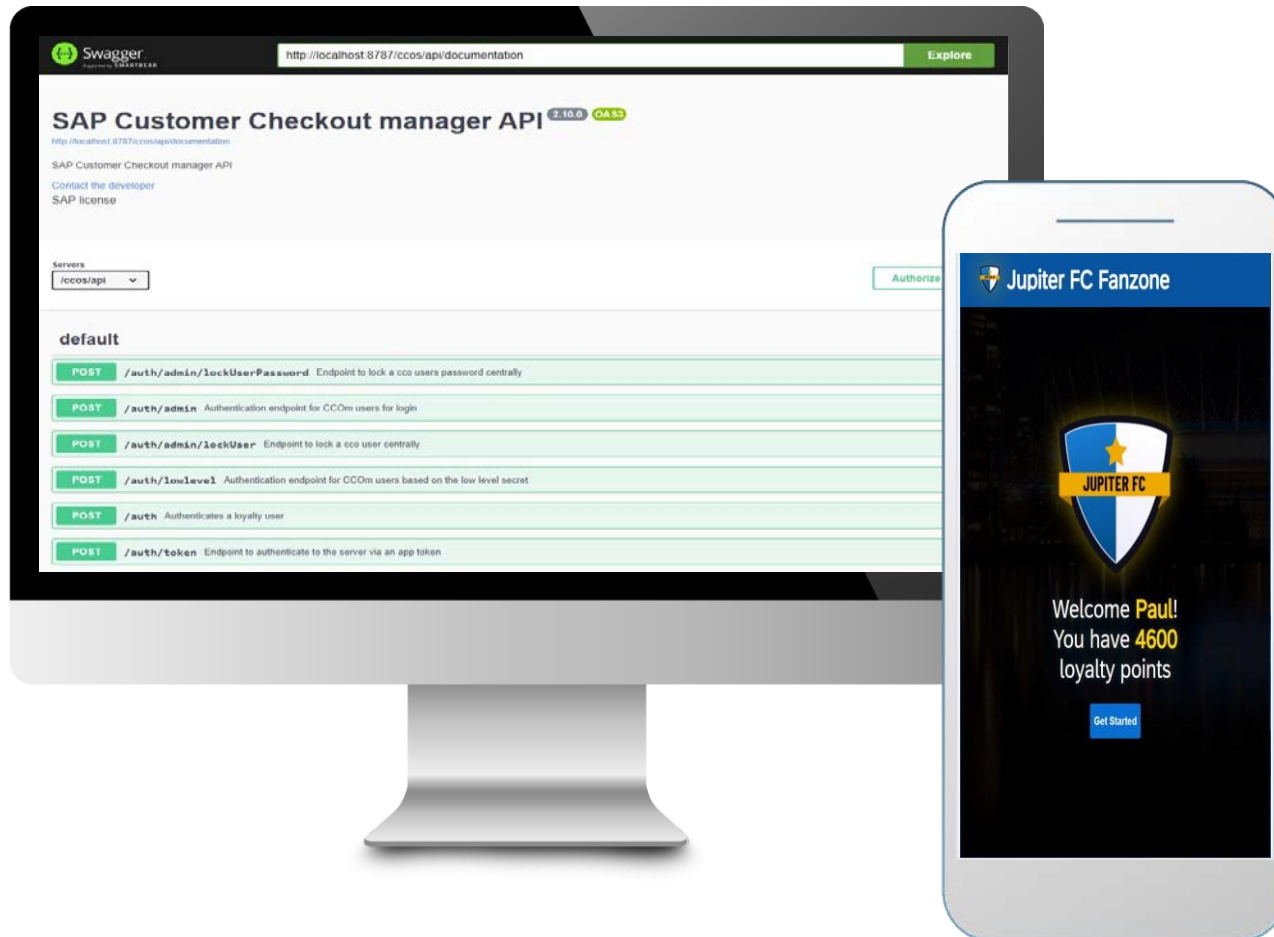 Swagger
Supported by SMARTBEAR
http://localhost:8787/ccos/api/documentation
Explore
SAP Customer Checkout manager API 2.10.0 OAS3
http://localhost:8787/ccos/api/documentation
SAP Customer Checkout manager API
Contact the developer
SAP license
Servers
/ccos/api
Authorize
default
POST /auth/admin/lockUserPassword Endpoint to lock a cco users password centrally
POST /auth/admin Authentication endpoint for CCOm users for login
POST /auth/admin/lockUser Endpoint to lock a cco user centrally
POST /auth/lowlevel Authentication endpoint for CCOm users based on the low level secret
POST /auth Authenticates a loyalty user
POST /auth/token Endpoint to authenticate to the server via an app token
Jupiter FC Fanzone
JUPITER FC
Welcome Paul!
You have 4600
loyalty points
Get Started